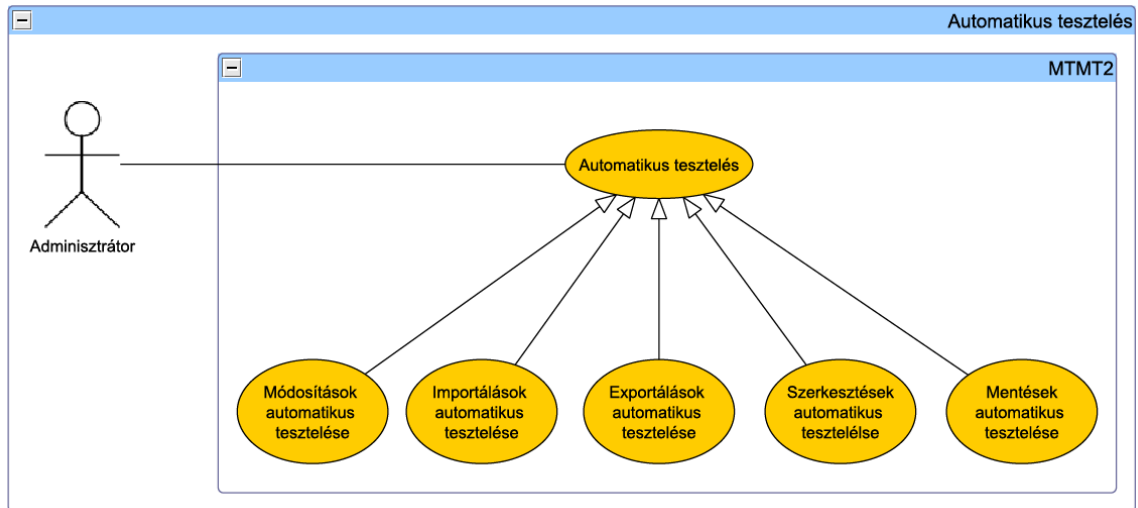 Automatikus tesztelés
MTMT2
Automatikus tesztelés
Adminisztrátor
Módosítások
automatikus
tesztelése
Importálások
automatikus
tesztelése
Exportálások
automatikus
tesztelése
Szerkesztések
automatikus
tesztelélse
Mentések
automatikus
tesztelése